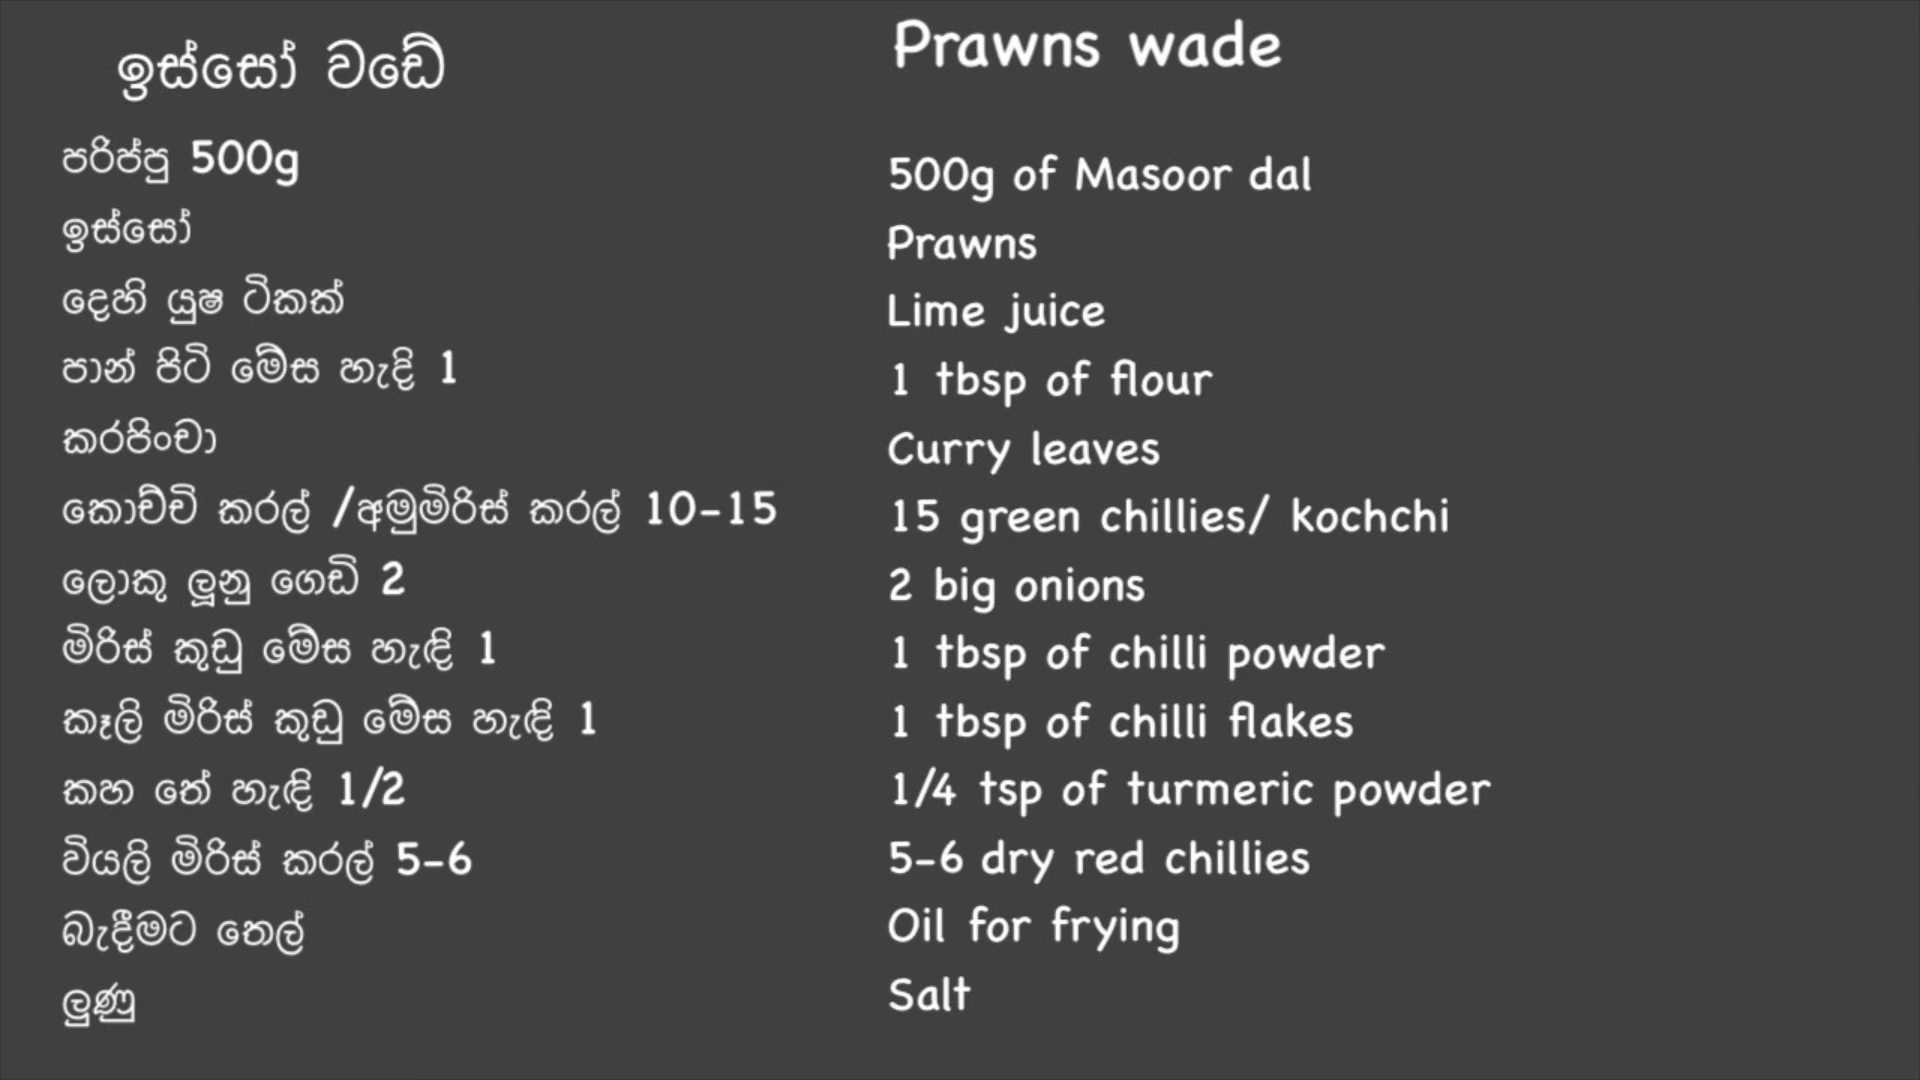 ඉස්සෝ වඩේ
පරිප්පු 500g
ඉස්සෝ
දෙහි යුෂ ටිකක්
පාන් පිටි මේස හැදි 1
කරපිංචා
කොච්චි කරල් /අමුමිරිස් කරල් 10-15
ලොකු ලූනු ගෙඩි 2
මිරිස් කුඩු මේස හැඳි 1
කෑලි මිරිස් කුඩු මේස හැඳි 1
කහ තේ හැඳි 1/2
වියලි මිරිස් කරල් 5-6
බැදීමට තෙල්
ලුණු
Prawns wade
500g of Masoor dal
Prawns
Lime juice
1 tbsp of flour
Curry leaves
15 green chillies/ kochchi
2 big onions
1 tbsp of chilli powder
1 tbsp of chilli flakes
1/4 tsp of turmeric powder
5-6 dry red chillies
Oil for frying
Salt